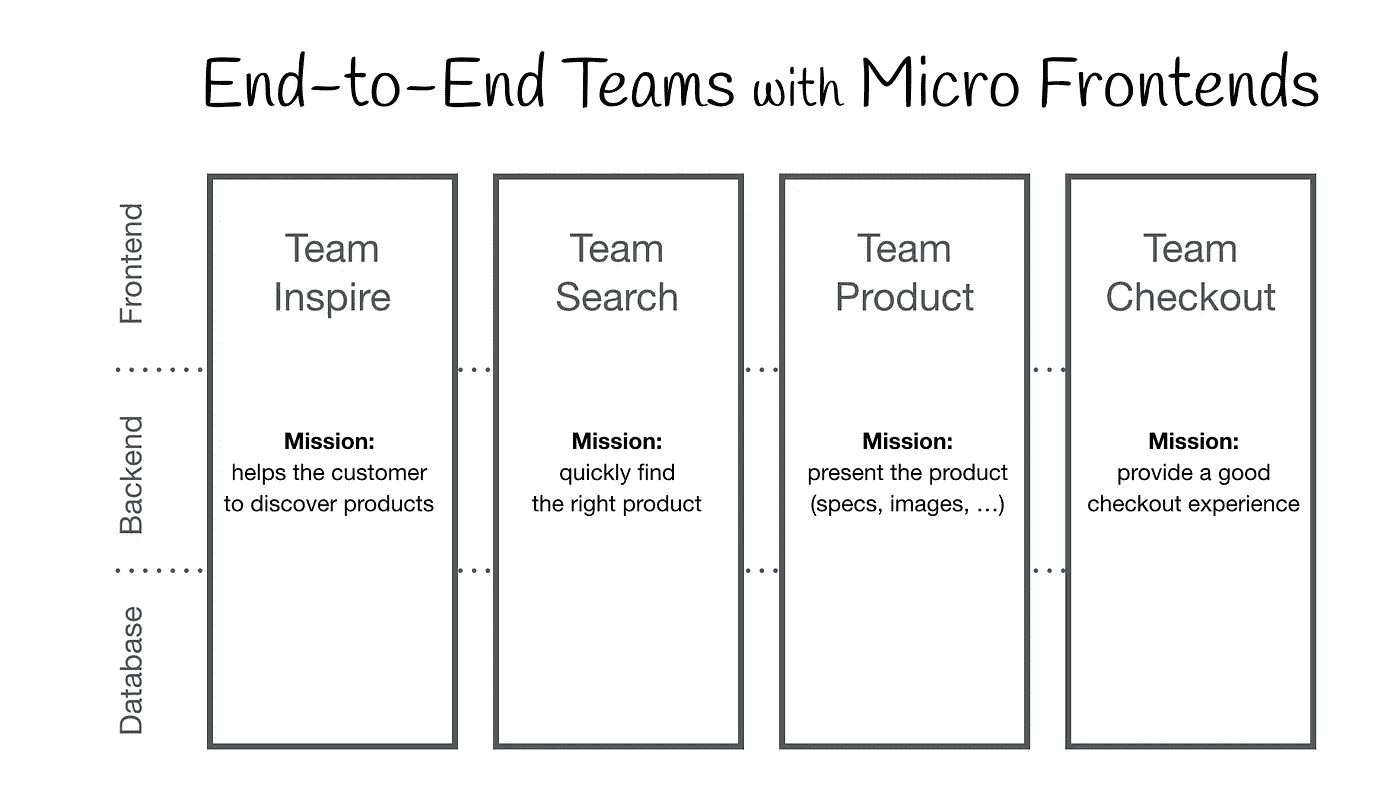 End-to-End Teams with Micro Frontends
Frontend
Team
Inspire
Team
Search
Team
Product
Team
Checkout
Backend
Mission:
helps the customer
to discover products
Mission:
quickly find
the right product
Mission:
present the product
(specs, images, …)
Mission:
provide a good
checkout experience
Database